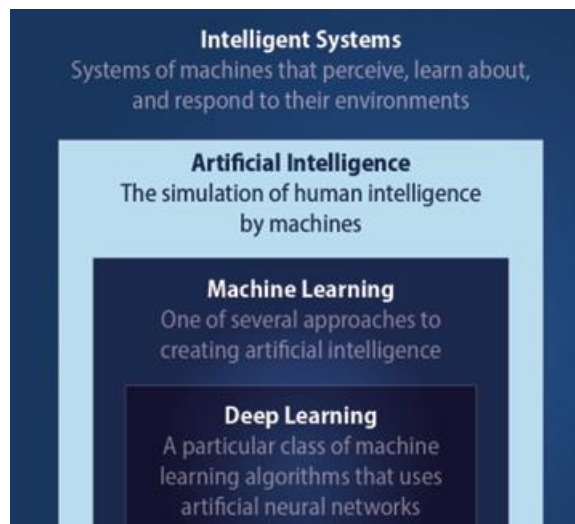 Intelligent Systems
Systems of machines that perceive, learn about,
and respond to their environments
Artificial Intelligence
The simulation of human intelligence
by machines
Machine Learning
One of several approaches to
creating artificial intelligence
Deep Learning
A particular class of machine
learning algorithms that uses
artificial neural networks